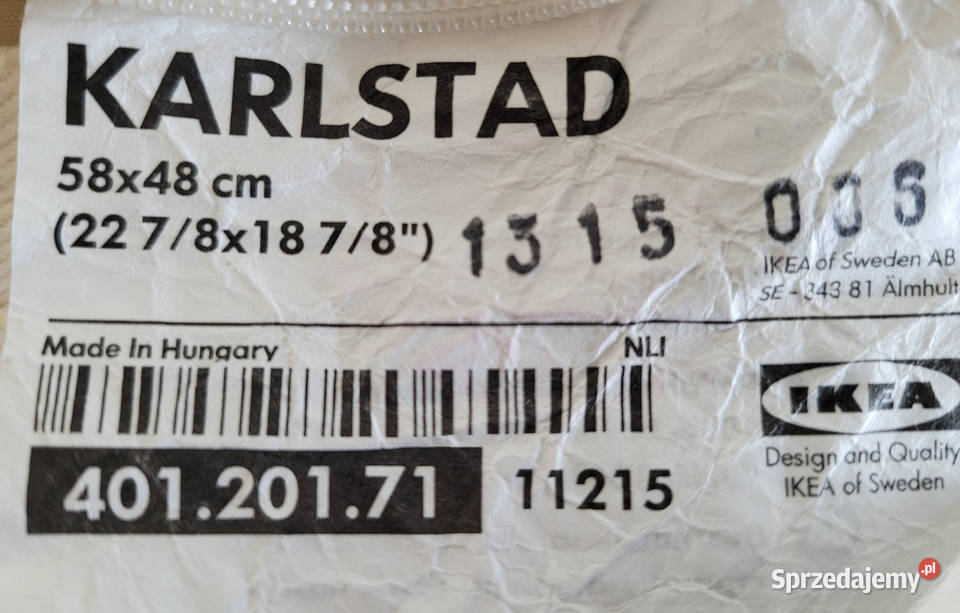 KARLSTAD
58x48 cm
(22 7/8x18 7/8") 1315 006
IKEA of Sweden AB
SE - 343 81 Älmhult
Made In Hungary NLI
IKEA
401.201.71 11215
Design and Quality
IKEA of Sweden
Sprzedajemy.pl